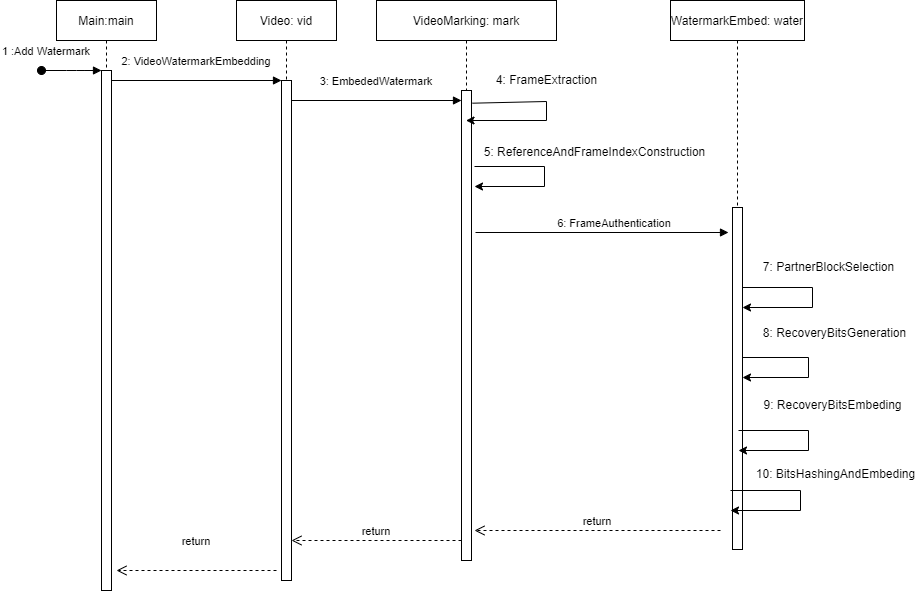 Main:main
Video: vid
VideoMarking: mark
WatermarkEmbed: water
1 :Add Watermark
2: VideoWatermarkEmbedding
3: EmbededWatermark
4: FrameExtraction
5: ReferenceAndFrameIndexConstruction
6: FrameAuthentication
7: PartnerBlockSelection
8: RecoveryBitsGeneration
9: RecoveryBitsEmbeding
10: BitsHashingAndEmbeding
return
return
return